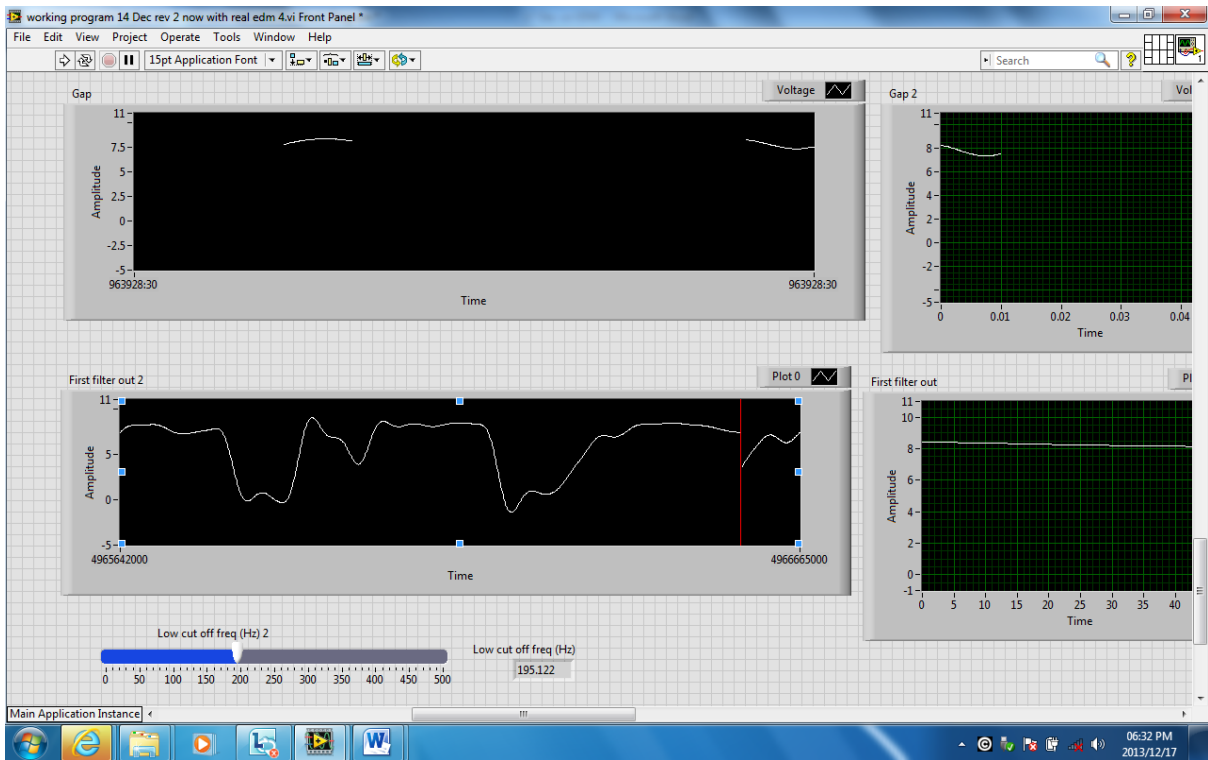 working program 14 Dec rev 2 now with real edm 4.vi Front Panel *
File Edit View Project Operate Tools Window Help
15pt Application Font
Search
1
Gap
Voltage
11
7.5
5
2.5
0
-2.5
-5
Amplitude
963928:30
963928:30
Time
Gap 2
Vol
11
8
6
4
2
0
-2
-5
Amplitude
0 0.01 0.02 0.03 0.04
Time
First filter out 2
Plot 0
11
5
0
-5
Amplitude
4965642000
4966665000
Time
First filter out
Pl
11
10
8
6
4
2
0
-1
Amplitude
0 5 10 15 20 25 30 35 40
Time
Low cut off freq (Hz) 2
0 50 100 150 200 250 300 350 400 450 500
Low cut off freq (Hz)
195.122
Main Application Instance
06:32 PM
2013/12/17